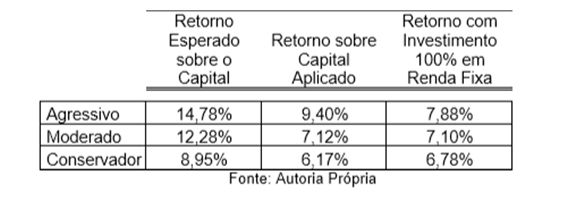 Retorno Esperado sobre o Capital
Retorno sobre Capital Aplicado
Retorno com Investimento 100% em Renda Fixa
Agressivo 14,78% 9,40% 7,88%
Moderado 12,28% 7,12% 7,10%
Conservador 8,95% 6,17% 6,78%
Fonte: Autoria Própria